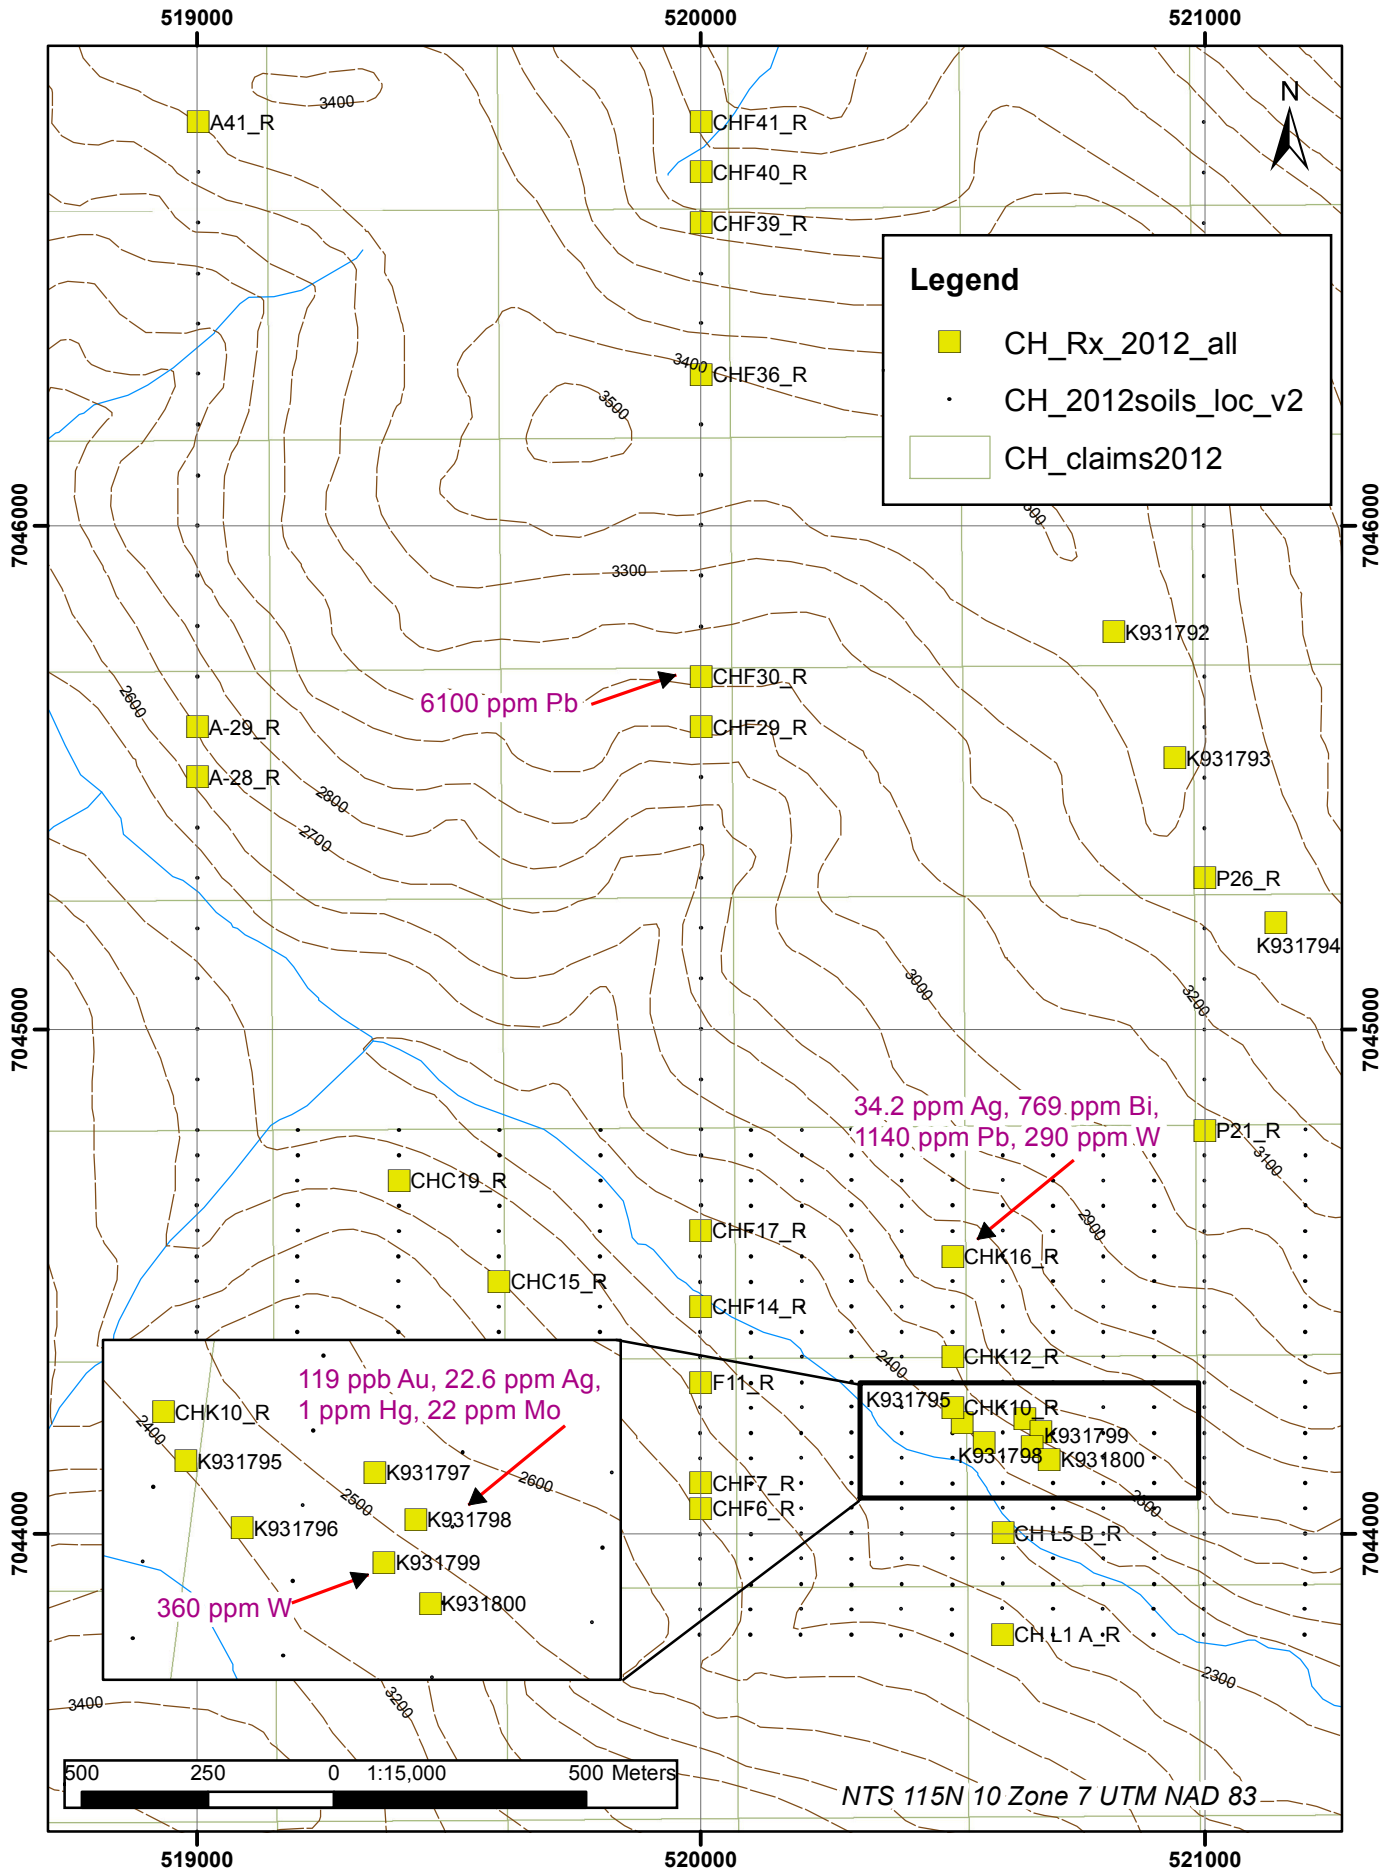 519000
520000
521000
3400
N
A41_R
CHF41_R
CHF40_R
CHF39_R
Legend
CH_Rx_2012_all
CH_2012soils_loc_v2
CH_claims2012
3400
CHF36_R
3500
7046000
7046000
3300
K931792
CHF30_R
6100 ppm Pb
2600
A-29_R
CHF29_R
K931793
A-28_R
2800
2700
P26_R
K931794
3000
3200
7045000
7045000
34.2 ppm Ag, 769 ppm Bi,
1140 ppm Pb, 290 ppm W
P21_R
3100
CHC19_R
2900
CHF17_R
CHK16_R
CHC15_R
CHF14_R
2400
CHK12_R
119 ppb Au, 22.6 ppm Ag,
1 ppm Hg, 22 ppm Mo
F11_R
K931795
CHK10_R
CHK10_R
2400
K931799
K931798
K931800
K931795
K931797
2600
CHF7_R
2500
CHF6_R
K931796
K931798
7044000
7044000
CH L5 B_R
K931799
360 ppm W
K931800
CH L1 A_R
2300
3400
3200
500
250
0
1:15,000
500 Meters
NTS 115N 10 Zone 7 UTM NAD 83
519000
520000
521000